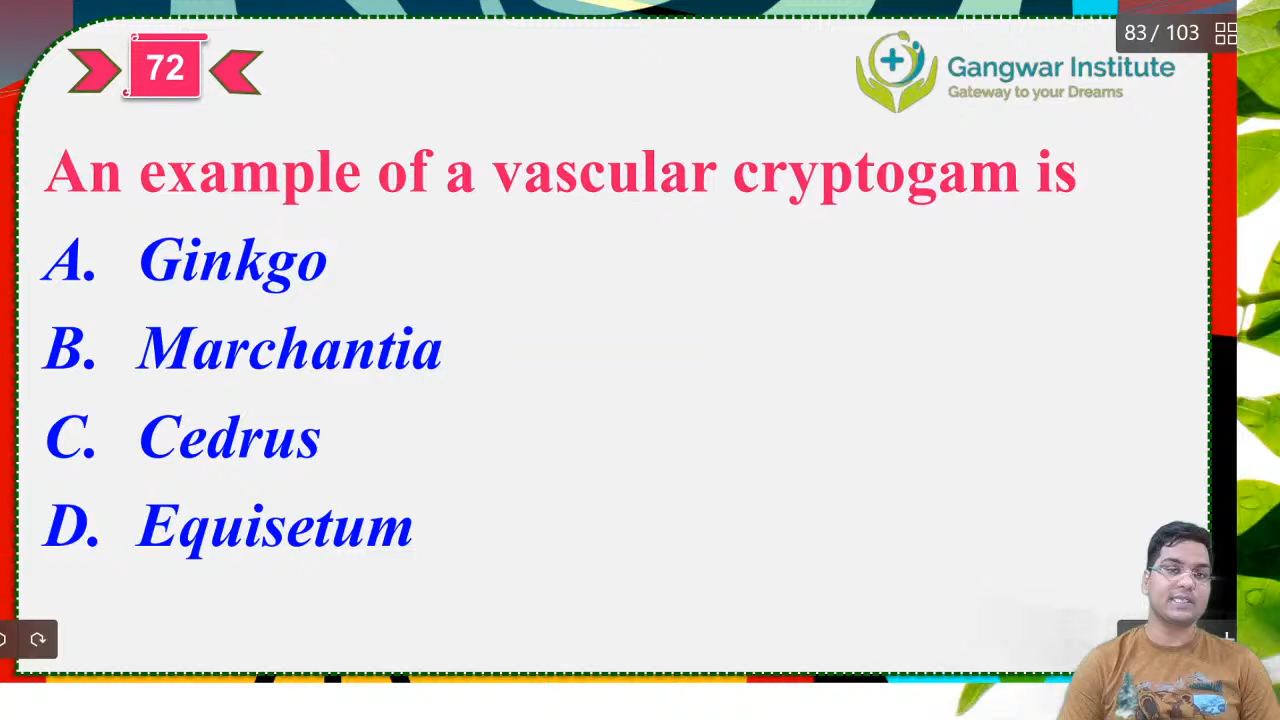 83 / 103
72
Gangwar Institute
Gateway to your Dreams
An example of a vascular cryptogam is
A. Ginkgo
B. Marchantia
C. Cedrus
D. Equisetum